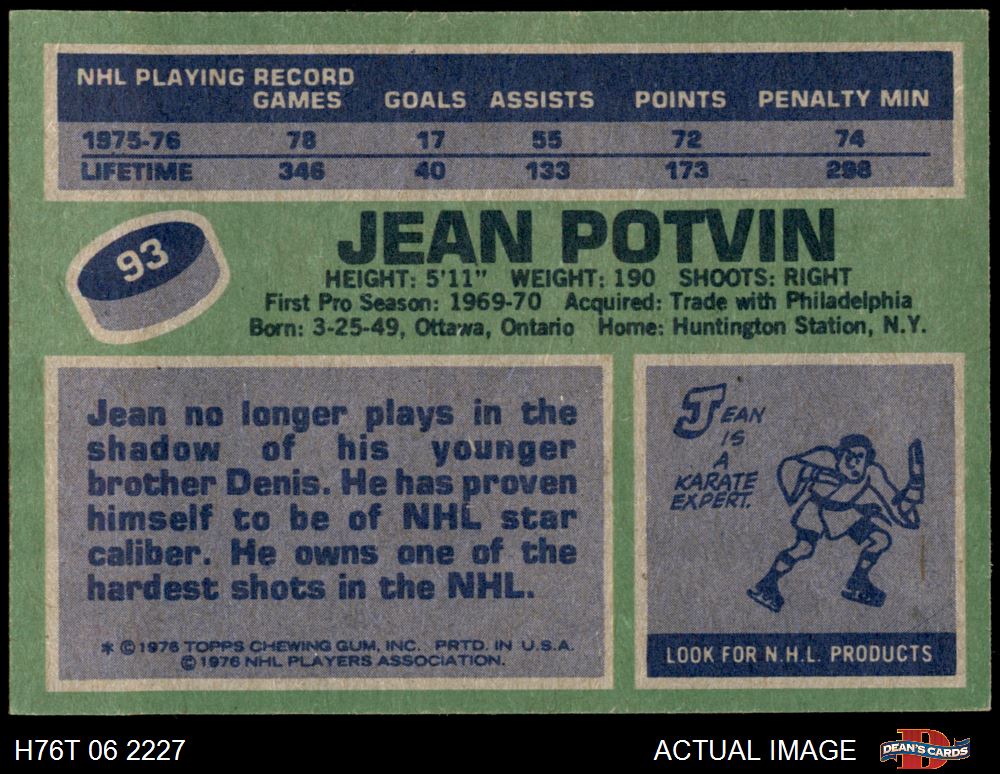 NHL PLAYING RECORD
GAMES GOALS ASSISTS POINTS PENALTY MIN
1975-76 78 17 55 72 74
LIFETIME 346 40 133 173 298
93
JEAN POTVIN
HEIGHT: 5'11" WEIGHT: 190 SHOOTS: RIGHT
First Pro Season: 1969-70 Acquired: Trade with Philadelphia
Born: 3-25-49, Ottawa, Ontario Home: Huntington Station, N.Y.
Jean no longer plays in the
shadow of his younger
brother Denis. He has proven
himself to be of NHL star
caliber. He owns one of the
hardest shots in the NHL.
* © 1976 TOPPS CHEWING GUM, INC. PRTD. IN U.S.A.
© 1976 NHL PLAYERS ASSOCIATION.
JEAN
IS
A
KARATE
EXPERT.
LOOK FOR N.H.L. PRODUCTS
H76T 06 2227
ACTUAL IMAGE
D
DEAN'S CARDS